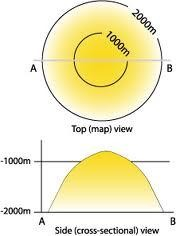 2000m
1000m
A
B
Top (map) view
-1000m
-2000m
A
B
Side (cross-sectional) view